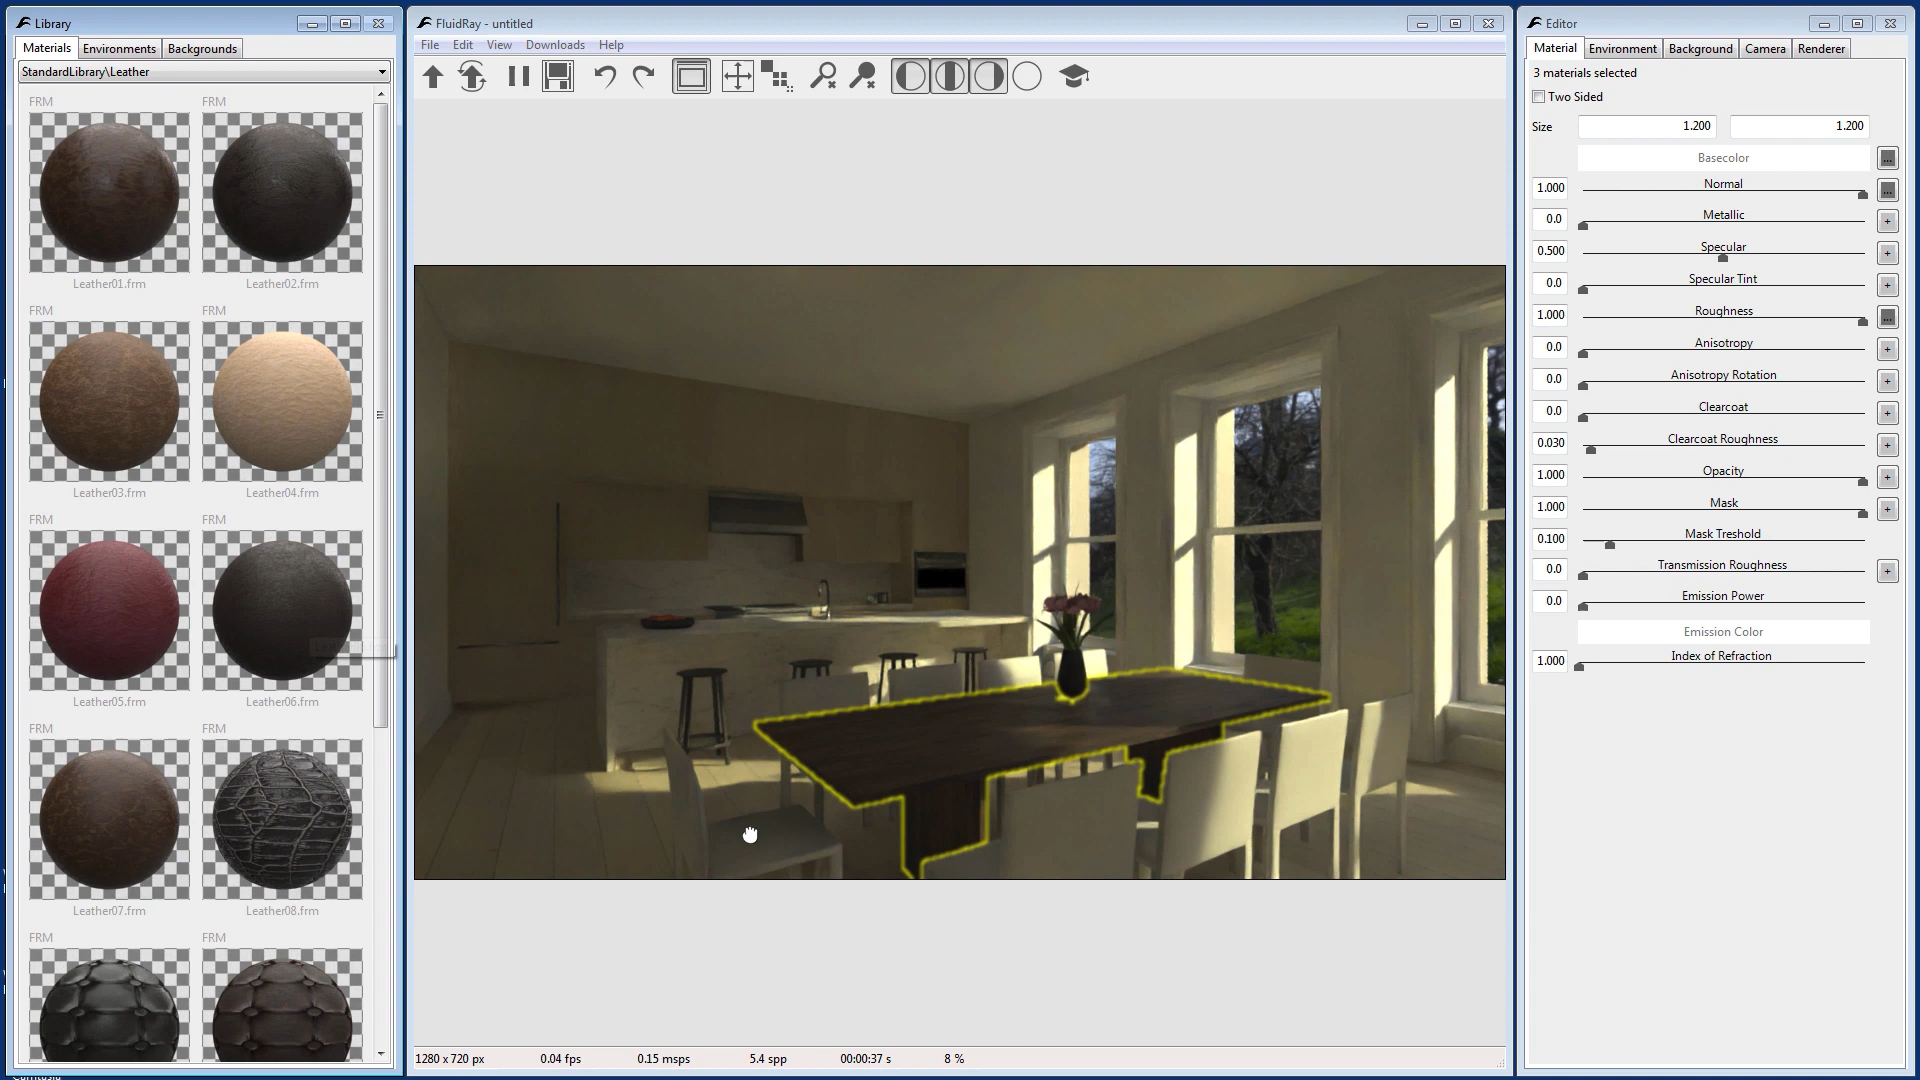 Library
Materials Environments Backgrounds
StandardLibrary\Leather
FRM FRM
Leather01.frm Leather02.frm
FRM FRM
Leather03.frm Leather04.frm
FRM FRM
Leather05.frm Leather06.frm
FRM FRM
Leather07.frm Leather08.frm
FRM FRM
FluidRay - untitled
File Edit View Downloads Help
1280 x 720 px 0.04 fps 0.15 msps 5.4 spp 00:00:37 s 8 %
Editor
Material Environment Background Camera Renderer
3 materials selected
Two Sided
Size 1.200 1.200
Basecolor ...
1.000 Normal ...
0.0 Metallic +
0.500 Specular +
0.0 Specular Tint +
1.000 Roughness ...
0.0 Anisotropy +
0.0 Anisotropy Rotation +
0.0 Clearcoat +
0.030 Clearcoat Roughness +
1.000 Opacity +
1.000 Mask +
0.100 Mask Treshold
0.0 Transmission Roughness +
0.0 Emission Power
Emission Color
1.000 Index of Refraction